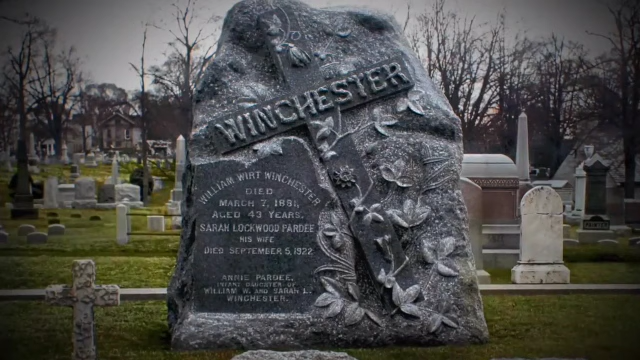 WINCHESTER
WILLIAM WIRT WINCHESTER
DIED
MARCH 7, 1881,
AGED 43 YEARS.
SARAH LOCKWOOD PARDEE
HIS WIFE
DIED SEPTEMBER 5, 1922
ANNIE PARDEE,
INFANT DAUGHTER OF
WILLIAM W. AND SARAH L.
WINCHESTER.